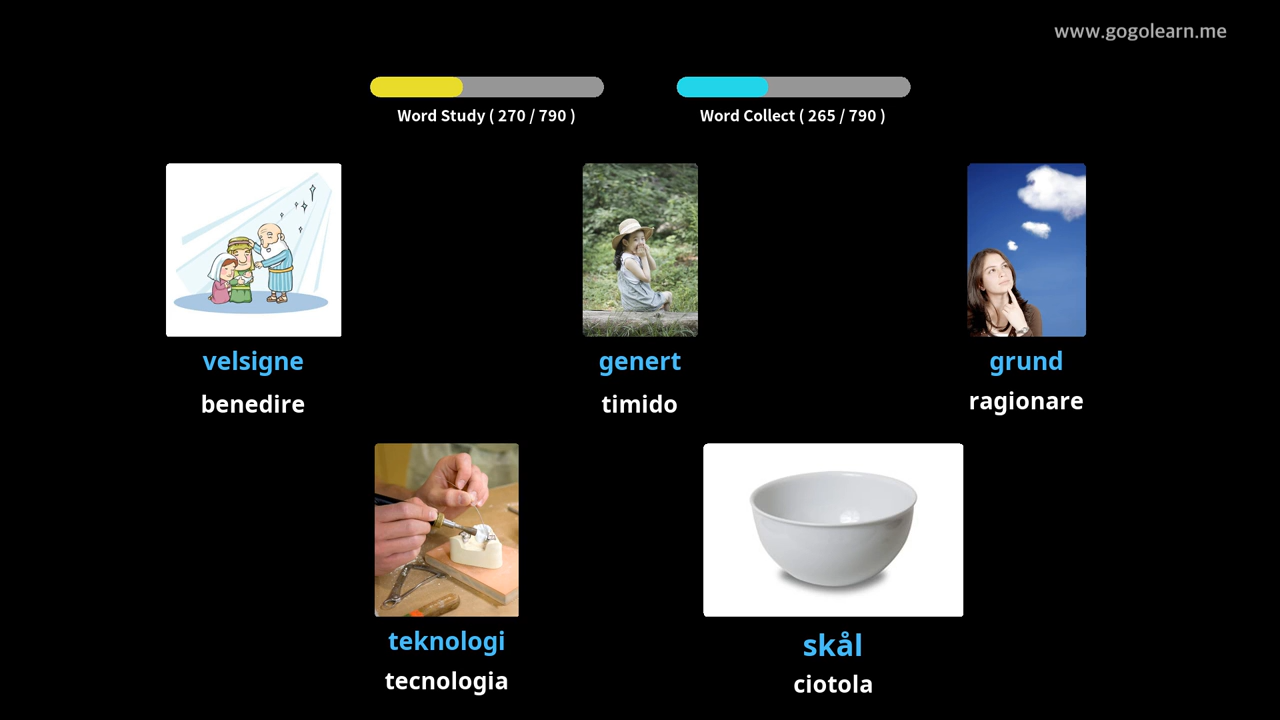 www.gogolearn.me
Word Study ( 270 / 790 )
Word Collect ( 265 / 790 )
velsigne
benedire
genert
timido
grund
ragionare
teknologi
tecnologia
skål
ciotola